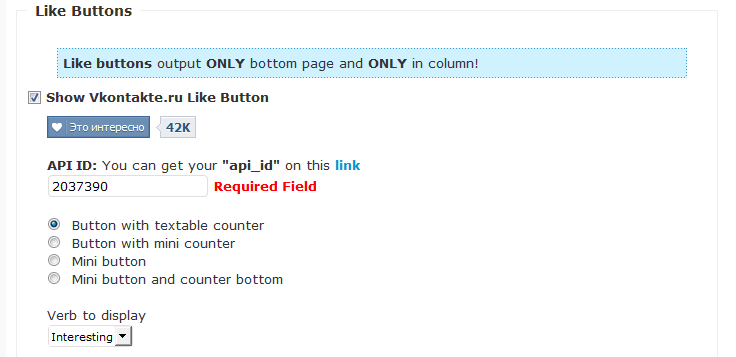 Like Buttons
Like buttons output ONLY bottom page and ONLY in column!
Show Vkontakte.ru Like Button
Это интересно 42K
API ID: You can get your "api_id" on this link
2037390 Required Field
Button with textable counter
Button with mini counter
Mini button
Mini button and counter bottom
Verb to display
Interesting